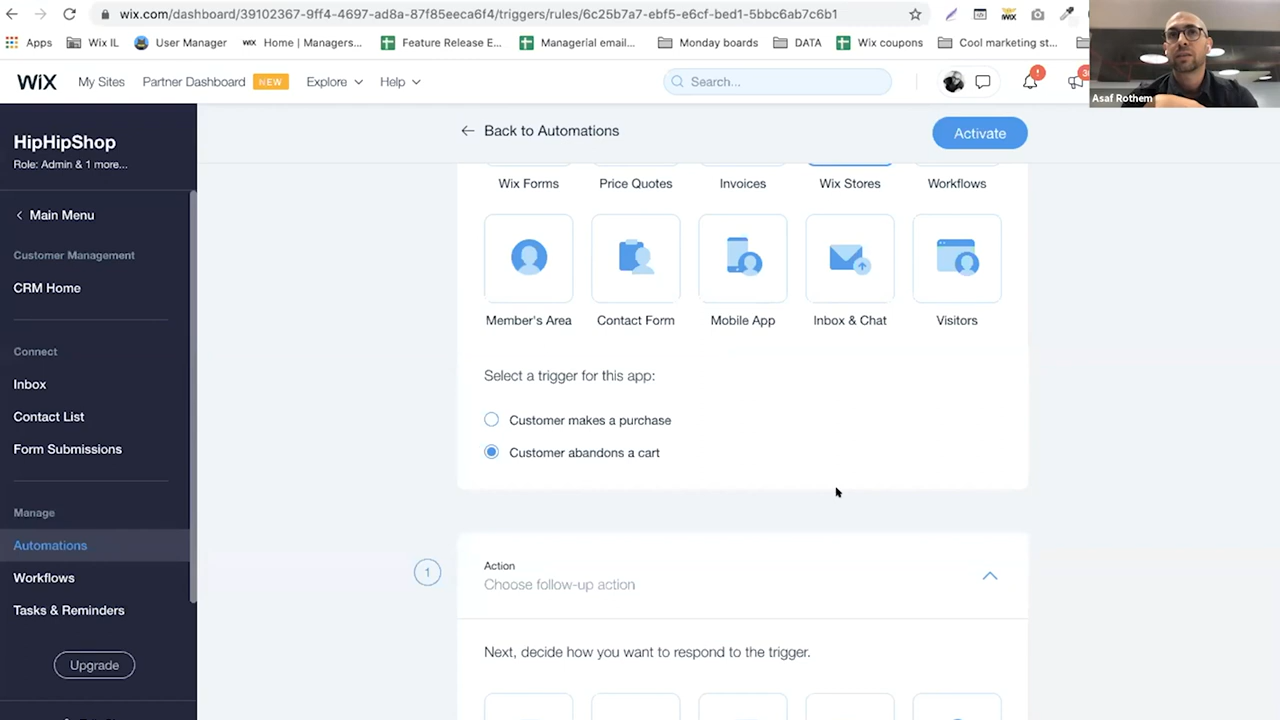 wix.com/dashboard/39102367-9ff4-4697-ad8a-87f85eeca6f4/triggers/rules/6c25b7a7-ebf5-e6cf-bed1-5bbc6ab7c6b1
Apps Wix IL User Manager WiX Home | Managers... Feature Release E... Managerial email... Monday boards DATA Wix coupons Cool marketing st...
WiX My Sites Partner Dashboard NEW Explore Help Search...
Asaf Rothem
HipHipShop
Role: Admin & 1 more...
Main Menu
Customer Management
CRM Home
Connect
Inbox
Contact List
Form Submissions
Manage
Automations
Workflows
Tasks & Reminders
Upgrade
Back to Automations
Activate
Wix Forms Price Quotes Invoices Wix Stores Workflows
Member's Area Contact Form Mobile App Inbox & Chat Visitors
Select a trigger for this app:
Customer makes a purchase
Customer abandons a cart
1
Action
Choose follow-up action
Next, decide how you want to respond to the trigger.